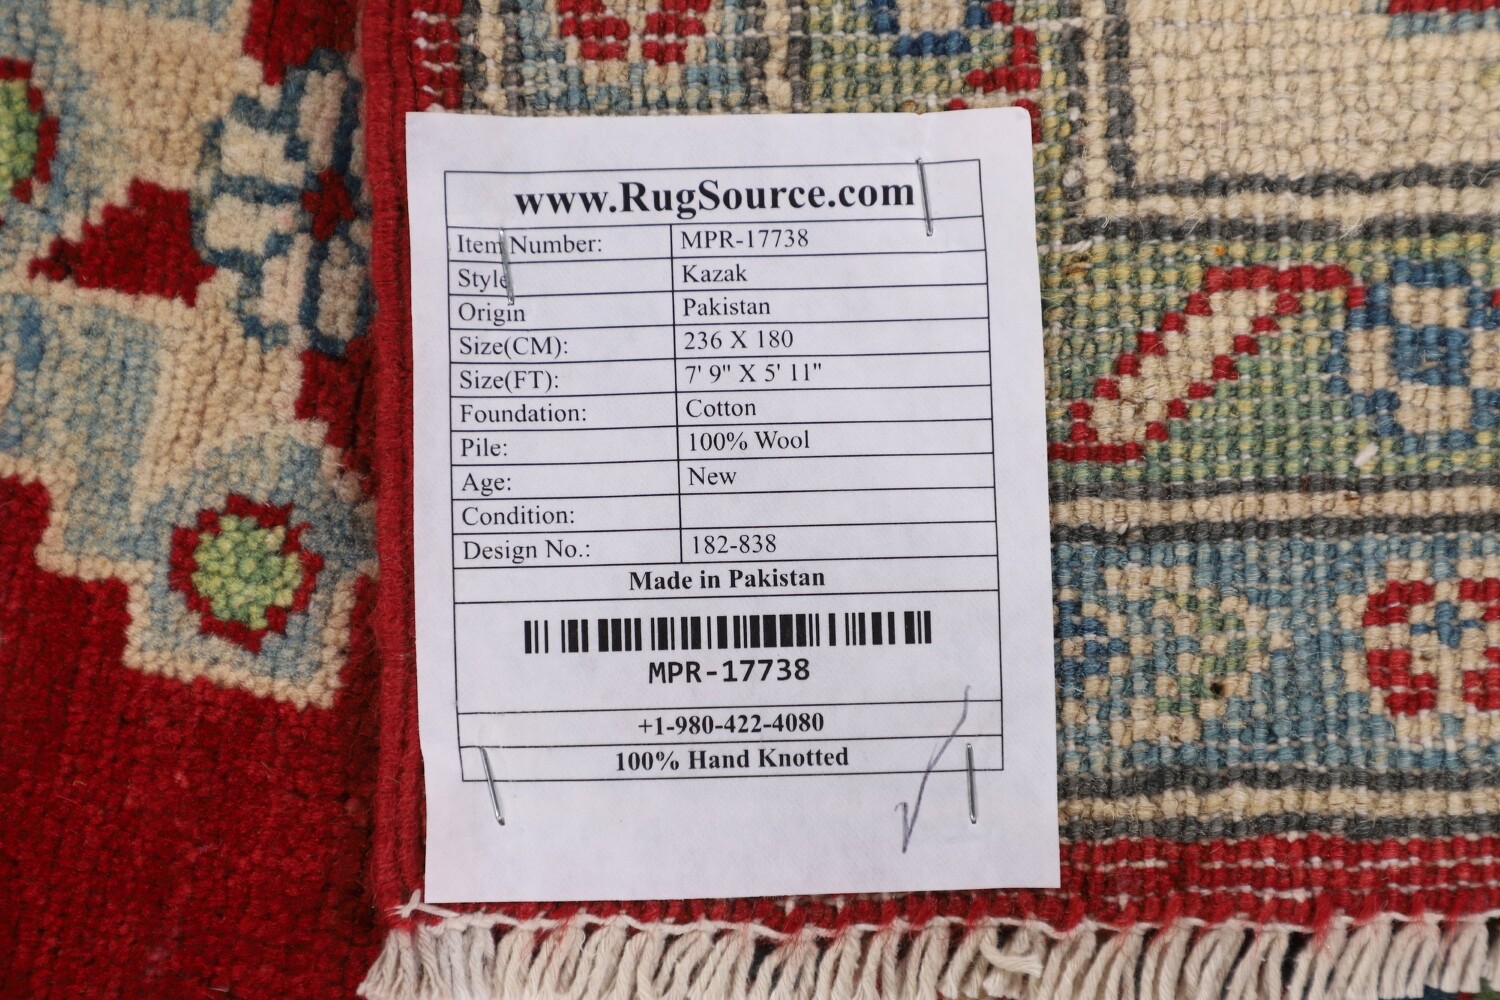 www.RugSource.com
Item Number: MPR-17738
Style Kazak
Origin Pakistan
Size(CM): 236 X 180
Size(FT): 7' 9" X 5' 11"
Foundation: Cotton
Pile: 100% Wool
Age: New
Condition:
Design No.: 182-838
Made in Pakistan
MPR-17738
+1-980-422-4080
100% Hand Knotted